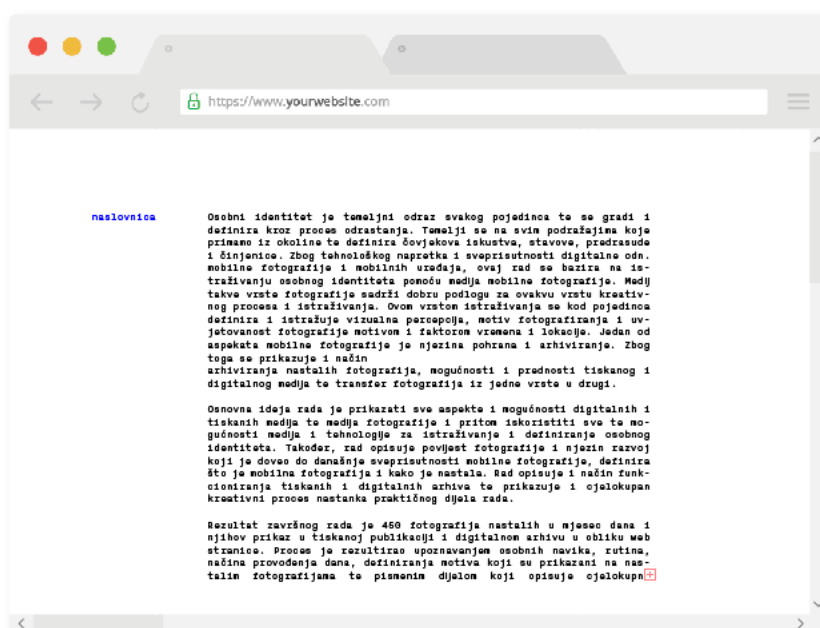 https://www.yourwebsite.com
naslovnica
Osobni identitet je temeljni odraz svakog pojedinca te se gradi i
definira kroz proces odrastanja. Temelji se na svim podražajima koje
primamo iz okoline te definira čovjekova iskustva, stavove, predrasude
i činjenice. Zbog tehnološkog napretka i sveprisutnosti digitalne odn.
mobilne fotografije i mobilnih uređaja, ovaj rad se bazira na is-
traživanju osobnog identiteta pomoću medija mobilne fotografije. Medij
takve vrste fotografije sadrži dobru podlogu za ovakvu vrstu kreativ-
nog procesa i istraživanja. Ovom vrstom istraživanja se kod pojedinca
definira i istražuje vizualna percepcija, motiv fotografiranja i uv-
jetovanost fotografije motivom i faktorom vremena i lokacije. Jedan od
aspekata mobilne fotografije je njezina pohrana i arhiviranje. Zbog
toga se prikazuje i način
arhiviranja nastalih fotografija, mogućnosti i prednosti tiskanog i
digitalnog medija te transfer fotografija iz jedne vrste u drugi.
Osnovna ideja rada je prikazati sve aspekte i mogućnosti digitalnih i
tiskanih medija te medija fotografije i pritom iskoristiti sve te mo-
gućnosti medija i tehnologije za istraživanje i definiranje osobnog
identiteta. Također, rad opisuje povijest fotografije i njezin razvoj
koji je doveo do današnje sveprisutnosti mobilne fotografije, definira
što je mobilna fotografija i kako je nastala. Rad opisuje i način funk-
cioniranja tiskanih i digitalnih arhiva te prikazuje i cjelokupan
kreativni proces nastanka praktičnog dijela rada.
Rezultat završnog rada je 450 fotografija nastalih u mjesec dana i
njihov prikaz u tiskanoj publikaciji i digitalnom arhivu u obliku web
stranice. Proces je rezultirao upoznavanjem osobnih navika, rutina,
načina provođenja dana, definiranja motiva koji su prikazani na nas-
talim fotografijama te pismenim dijelom koji opisuje cjelokupn